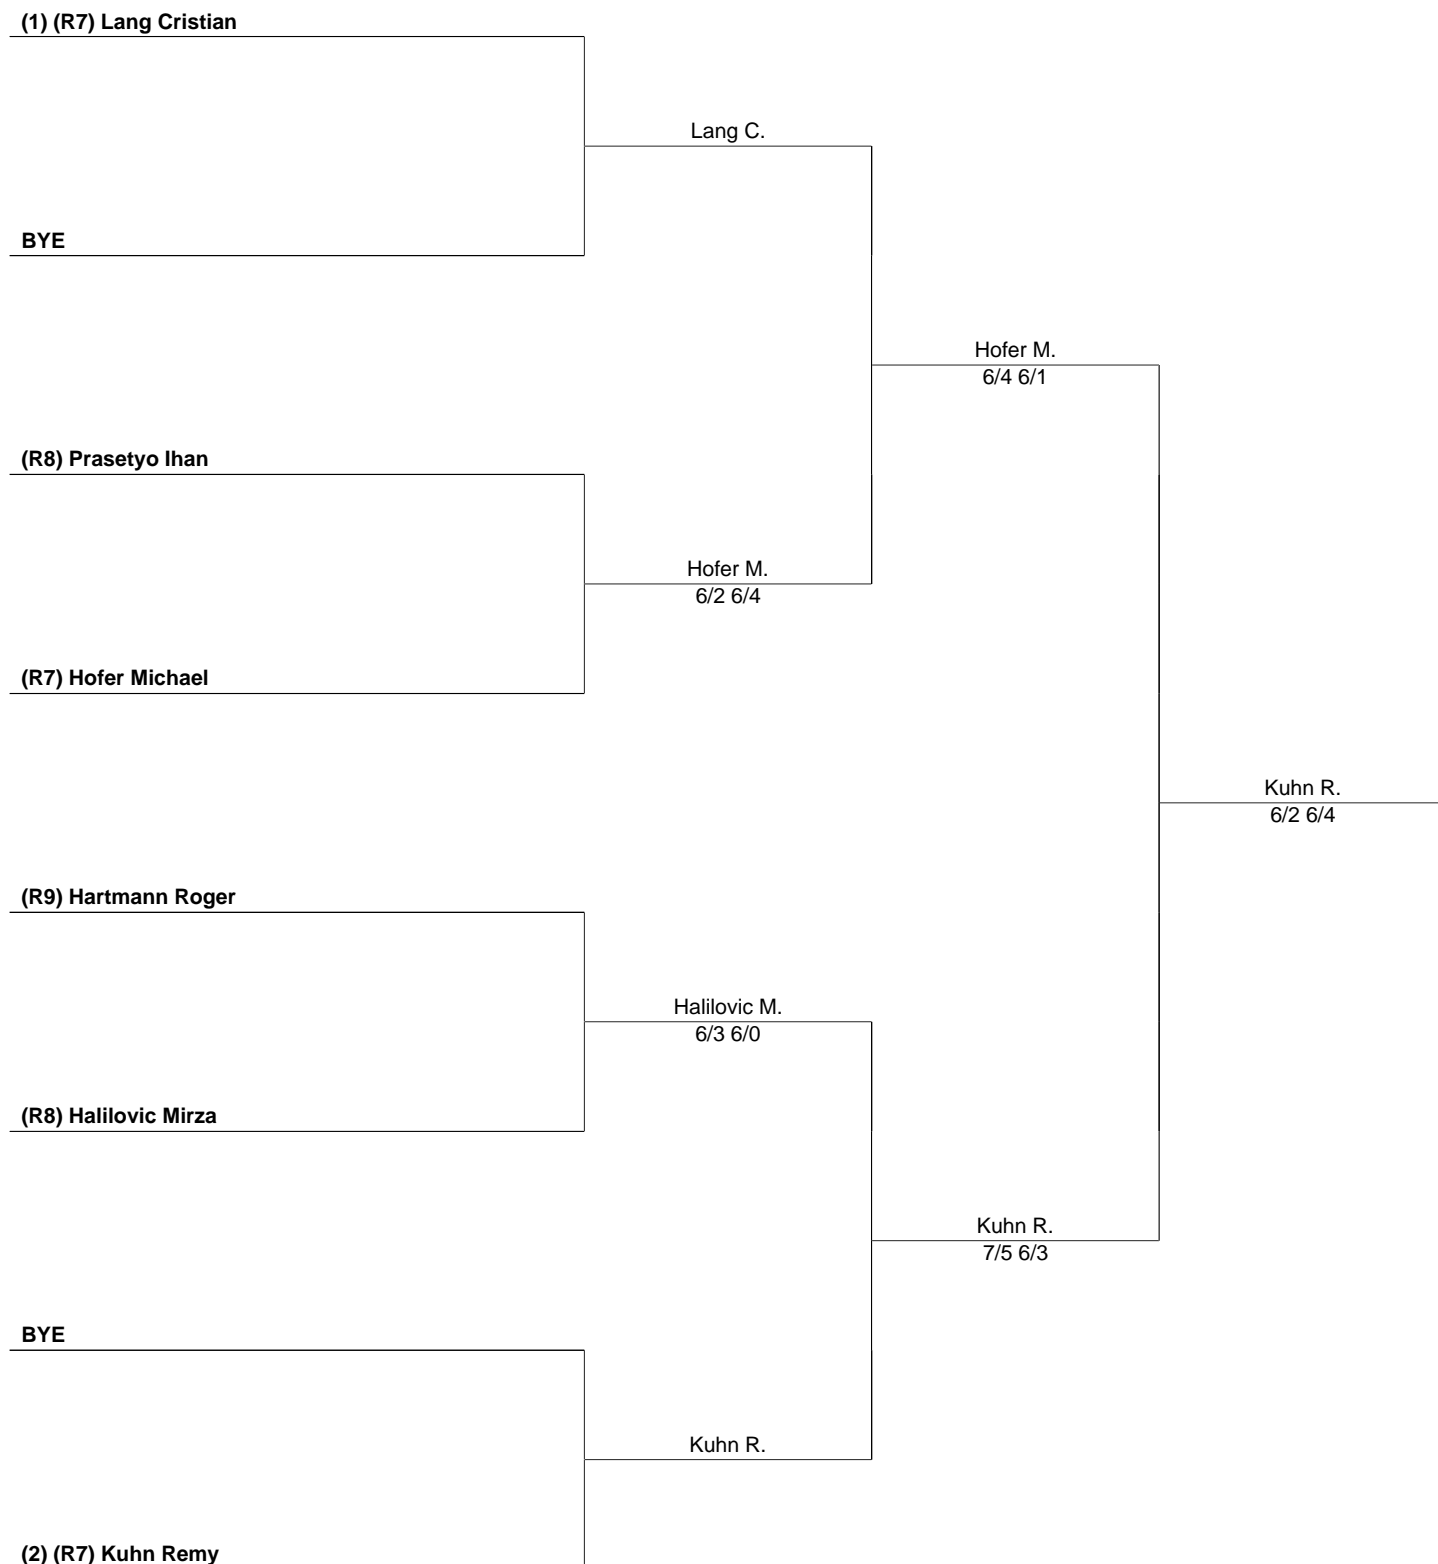 (1) (R7) Lang Cristian
Lang C.
BYE
Hofer M.
6/4 6/1
(R8) Prasetyo Ihan
Hofer M.
6/2 6/4
(R7) Hofer Michael
Kuhn R.
6/2 6/4
(R9) Hartmann Roger
Halilovic M.
6/3 6/0
(R8) Halilovic Mirza
Kuhn R.
7/5 6/3
BYE
Kuhn R.
(2) (R7) Kuhn Remy